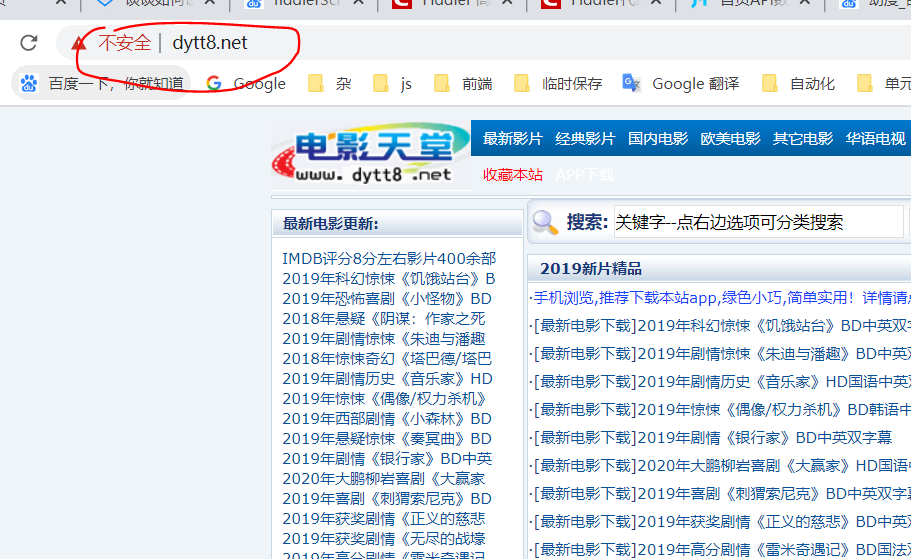 不安全 | dytt8.net
百度一下，你就知道 Google 杂 js 前端 临时保存 Google 翻译 自动化 单元
电影天堂
www. dytt8 .net
最新影片 经典影片 国内电影 欧美电影 其它电影 华语电视
收藏本站 APP下载
最新电影更新:
IMDB评分8分左右影片400余部
2019年科幻惊悚《饥饿站台》B
2019年恐怖喜剧《小怪物》BD
2018年悬疑《阴谋：作家之死
2019年剧情惊悚《朱迪与潘趣
2018年惊悚奇幻《塔巴德/塔巴
2019年剧情历史《音乐家》HD
2019年惊悚《偶像/权力杀机》
2019年西部剧情《小森林》BD
2019年悬疑惊悚《奏冥曲》BD
2019年剧情《银行家》BD中英
2020年大鹏柳岩喜剧《大赢家
2019年喜剧《刺猬索尼克》BD
2019年获奖剧情《正义的慈悲
2019年剧情《无尽的战壕
2019年高分剧情《雷米奇遇记
搜索: 关键字--点右边选项可分类搜索
2019新片精品
·手机浏览,推荐下载本站app,绿色小巧,简单实用！详情请
·[最新电影下载]2019年科幻惊悚《饥饿站台》BD中英双字
·[最新电影下载]2019年剧情惊悚《朱迪与潘趣》BD中英双
·[最新电影下载]2019年剧情历史《音乐家》HD国语中英双
·[最新电影下载]2019年惊悚《偶像/权力杀机》BD韩语中
·[最新电影下载]2019年剧情《银行家》BD中英双字幕
·[最新电影下载]2020年大鹏柳岩喜剧《大赢家》HD国语中
·[最新电影下载]2019年喜剧《刺猬索尼克》BD中英双字幕
·[最新电影下载]2019年获奖剧情《正义的慈悲》BD中英双
·[最新电影下载]2019年高分剧情《雷米奇遇记》BD国法双